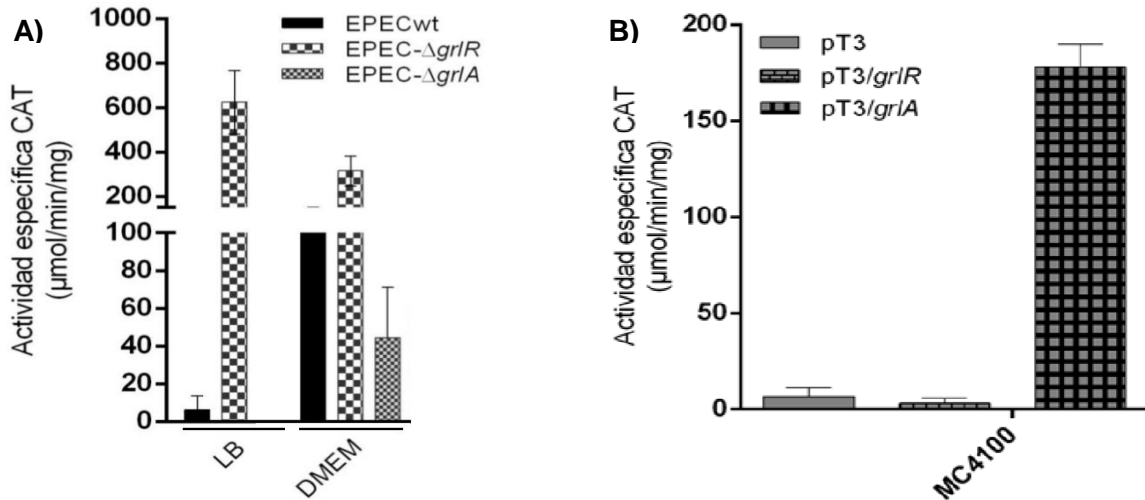 A)
Actividad específica CAT
(µmol/min/mg)
1000
800
600
400
200
100
80
60
40
20
0
EPECwt
EPEC-ΔgrlR
EPEC-ΔgrlA
LB
DMEM
B)
Actividad específica CAT
(µmol/min/mg)
200
150
100
50
0
pT3
pT3/grlR
pT3/grlA
MC4100